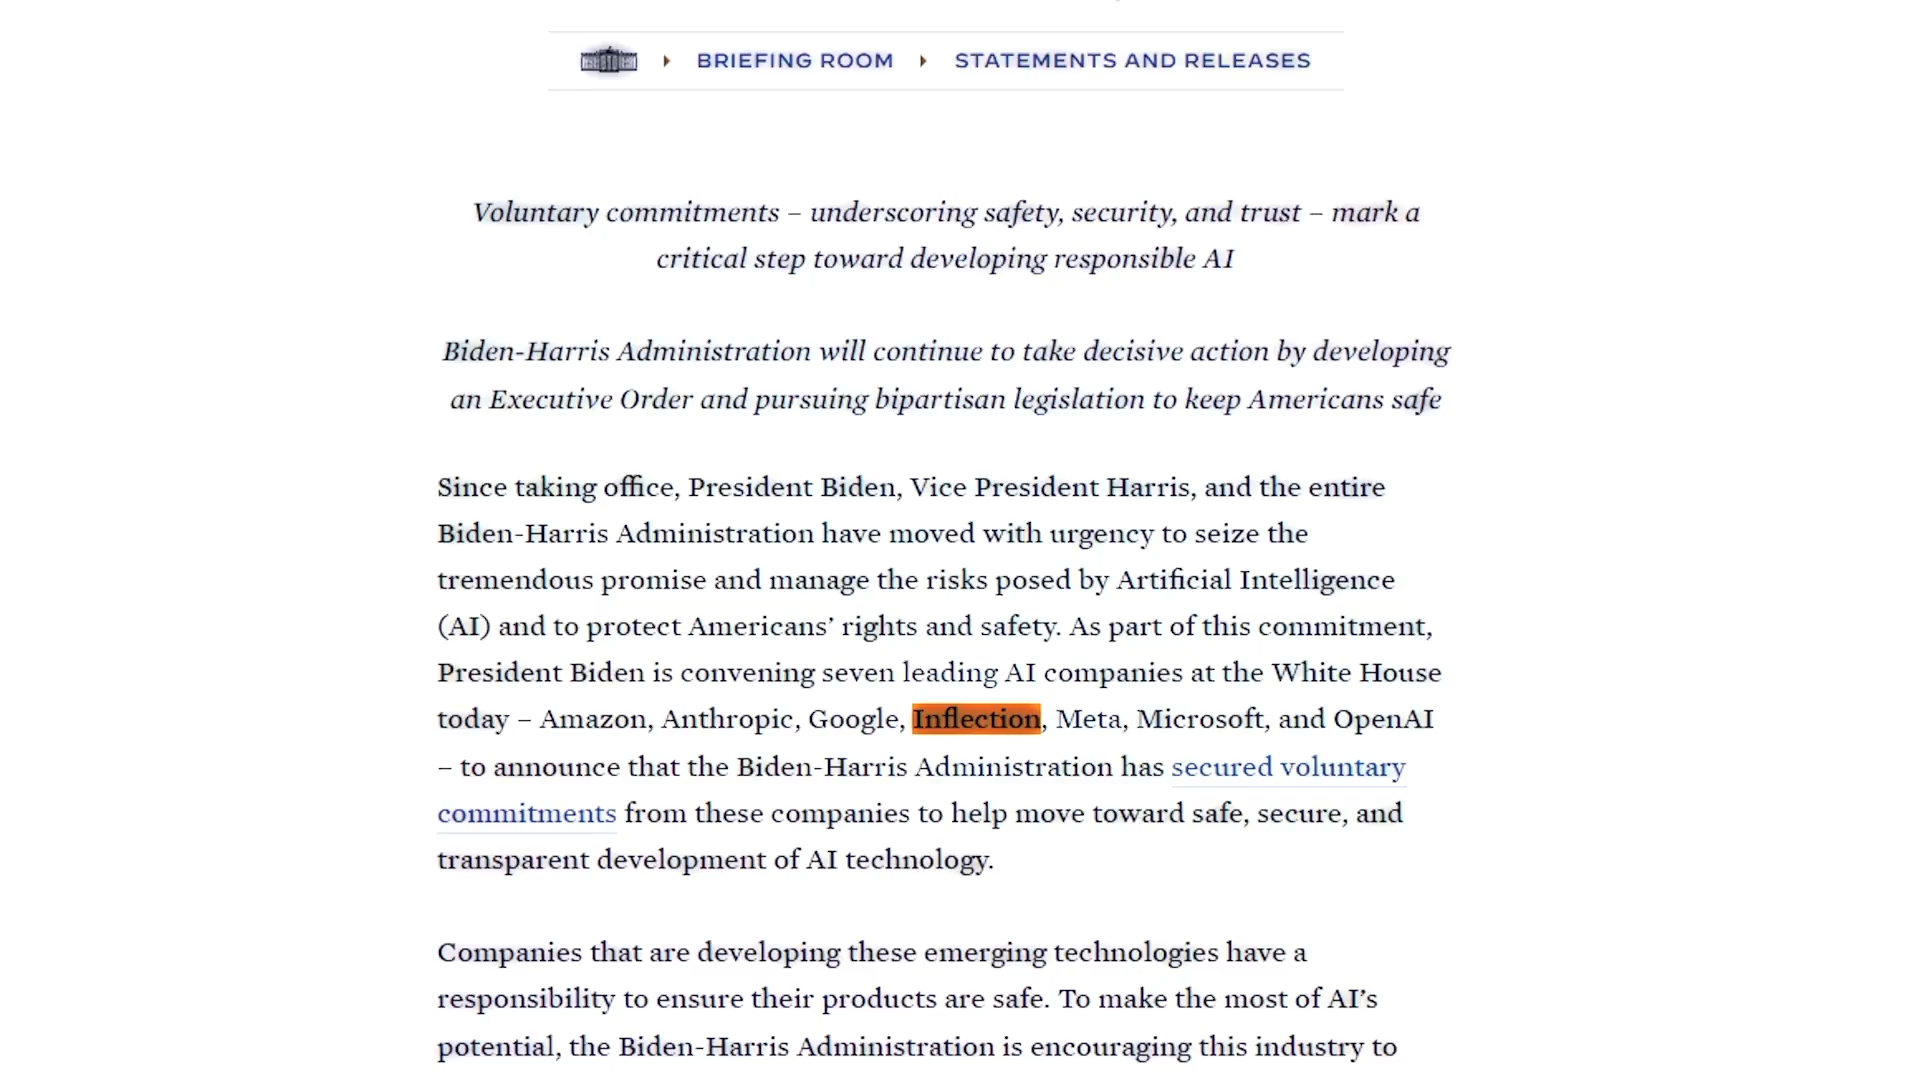 BRIEFING ROOM STATEMENTS AND RELEASES
Voluntary commitments – underscoring safety, security, and trust – mark a
critical step toward developing responsible AI
Biden-Harris Administration will continue to take decisive action by developing
an Executive Order and pursuing bipartisan legislation to keep Americans safe
Since taking office, President Biden, Vice President Harris, and the entire
Biden-Harris Administration have moved with urgency to seize the
tremendous promise and manage the risks posed by Artificial Intelligence
(AI) and to protect Americans’ rights and safety. As part of this commitment,
President Biden is convening seven leading AI companies at the White House
today – Amazon, Anthropic, Google, Inflection, Meta, Microsoft, and OpenAI
– to announce that the Biden-Harris Administration has secured voluntary
commitments from these companies to help move toward safe, secure, and
transparent development of AI technology.
Companies that are developing these emerging technologies have a
responsibility to ensure their products are safe. To make the most of AI’s
potential, the Biden-Harris Administration is encouraging this industry to